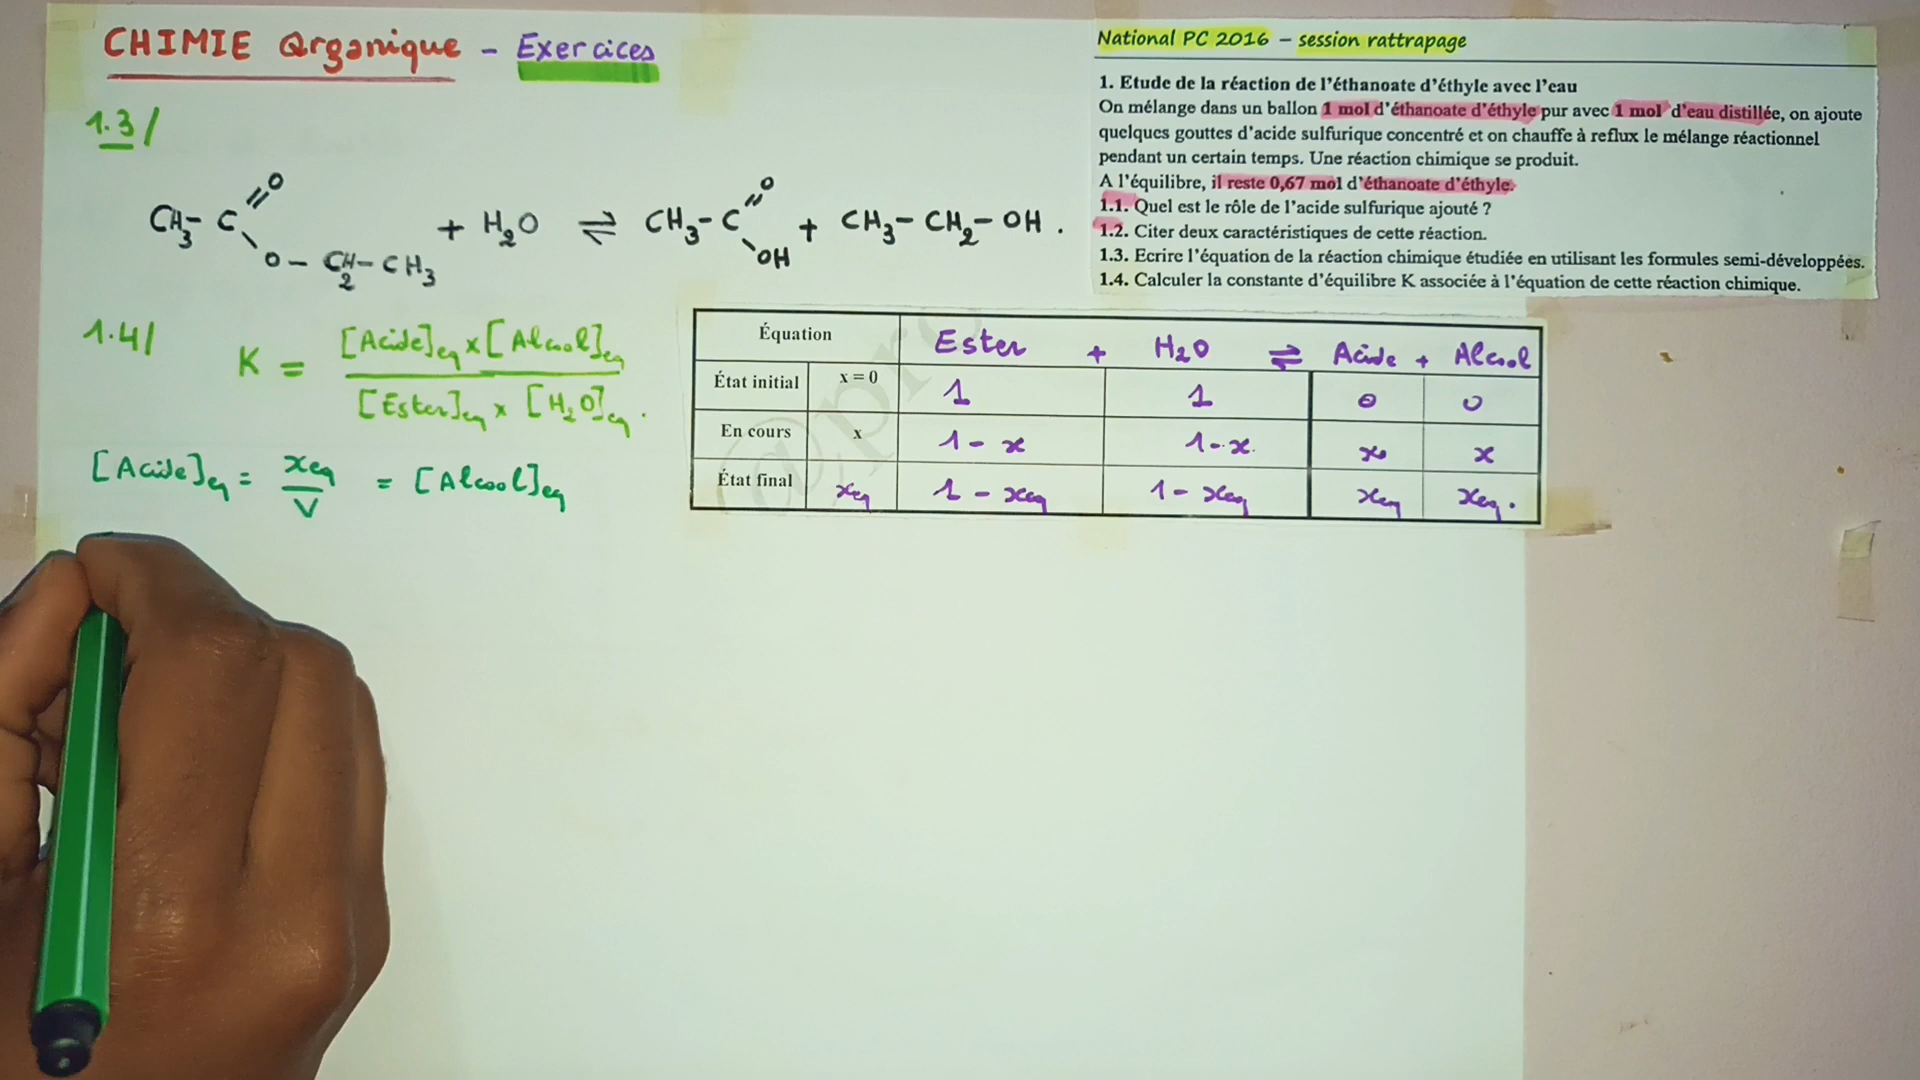 CHIMIE Organique - Exercices
National PC 2016 – session rattrapage
1. Etude de la réaction de l'éthanoate d'éthyle avec l'eau
On mélange dans un ballon 1 mol d'éthanoate d'éthyle pur avec 1 mol d'eau distillée, on ajoute
quelques gouttes d'acide sulfurique concentré et on chauffe à reflux le mélange réactionnel
pendant un certain temps. Une réaction chimique se produit.
A l'équilibre, il reste 0,67 mol d'éthanoate d'éthyle.
1.1. Quel est le rôle de l'acide sulfurique ajouté ?
1.2. Citer deux caractéristiques de cette réaction.
1.3. Ecrire l'équation de la réaction chimique étudiée en utilisant les formules semi-développées.
1.4. Calculer la constante d'équilibre K associée à l'équation de cette réaction chimique.
1.3/
CH₃-C(=O)-O-CH₂-CH₃ + H₂O ⇌ CH₃-C(=O)-OH + CH₃-CH₂-OH .
1.4/ K = [Acide]eq x [Alcool]eq / [Ester]eq x [H₂O]eq .
[Acide]eq = xeq / V = [Alcool]eq
Équation Ester + H₂O ⇌ Acide + Alcool
État initial x = 0 1 1 0 0
En cours x 1 - x 1 - x x x
État final xeq 1 - xeq 1 - xeq xeq xeq .
@pro